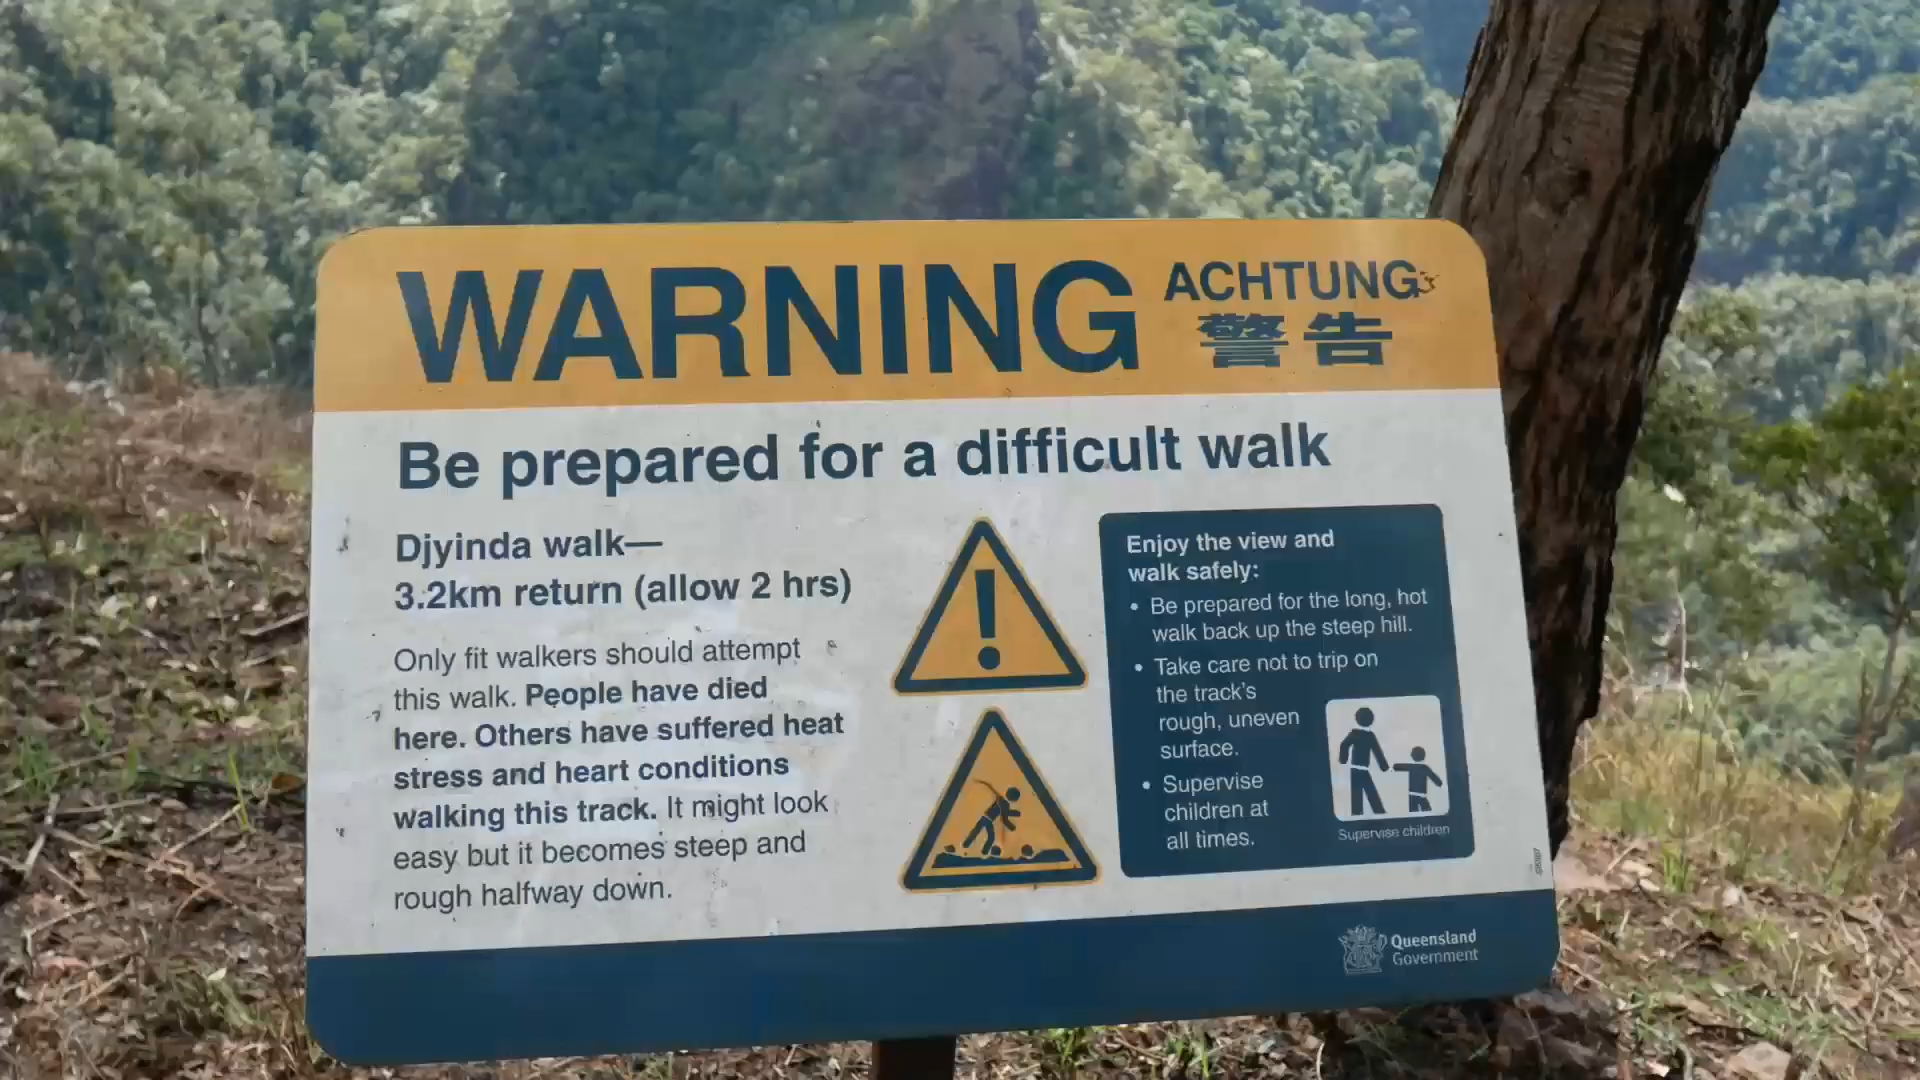 WARNING ACHTUNG
警告
Be prepared for a difficult walk
Djyinda walk—
3.2km return (allow 2 hrs)
Only fit walkers should attempt
this walk. People have died
here. Others have suffered heat
stress and heart conditions
walking this track. It might look
easy but it becomes steep and
rough halfway down.
Enjoy the view and
walk safely:
• Be prepared for the long, hot
walk back up the steep hill.
• Take care not to trip on
the track's
rough, uneven
surface.
• Supervise
children at
all times.
Supervise children
Queensland
Government